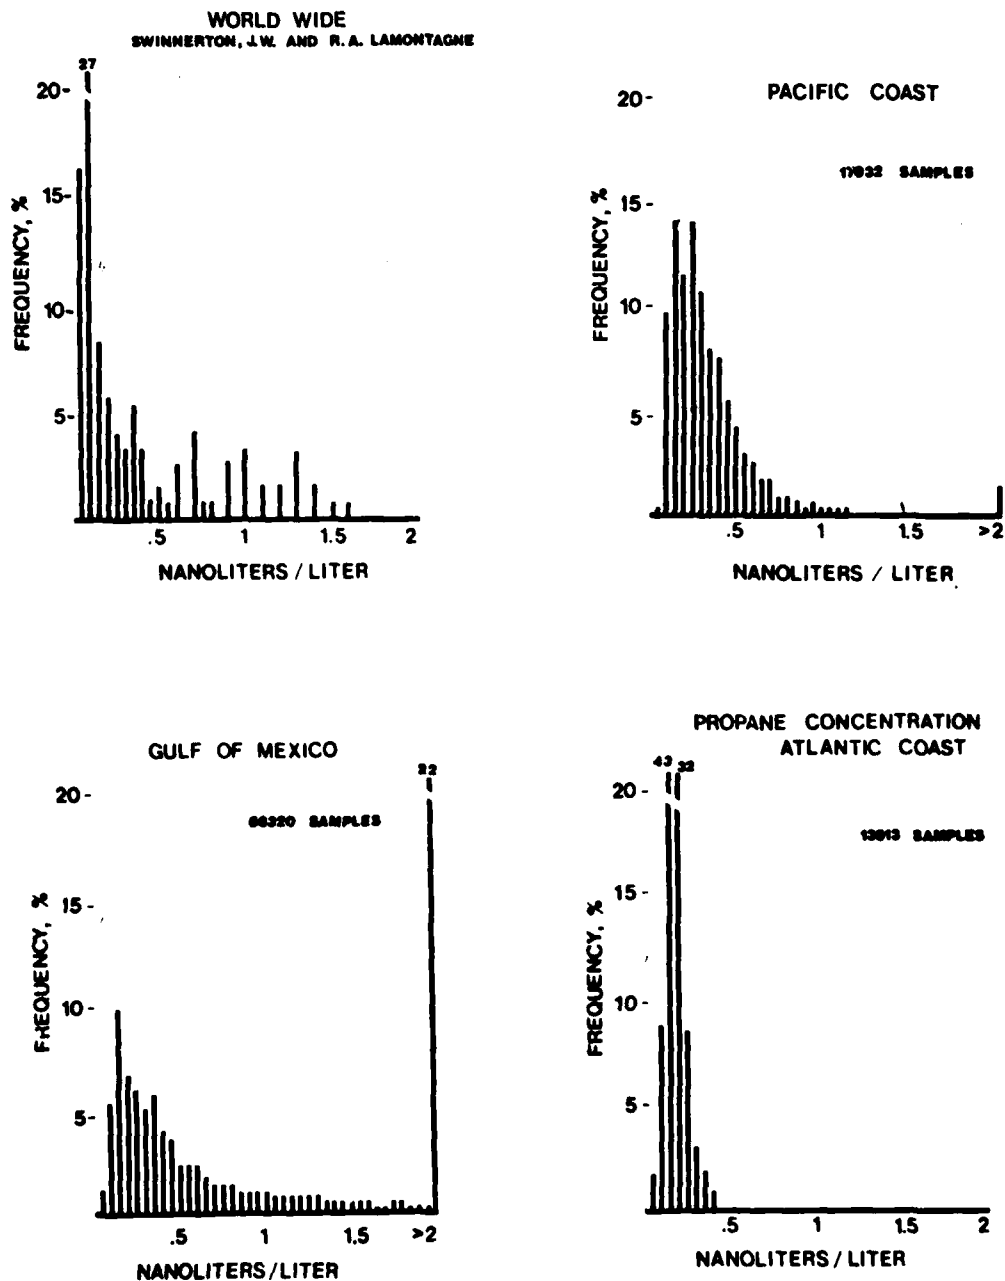 WORLD WIDE
SWINNERTON, J.W. AND R.A. LAMONTAGNE
27
20-
15-
10-
5-
FREQUENCY, %
.5 1 1.5 2
NANOLITERS / LITER
PACIFIC COAST
SAMPLES
20-
15-
10-
5-
FREQUENCY, %
.5 1 1.5 >2
NANOLITERS / LITER
GULF OF MEXICO
SAMPLES
22
20-
15-
10-
5-
FREQUENCY, %
.5 1 1.5 >2
NANOLITERS/LITER
PROPANE CONCENTRATION
ATLANTIC COAST
43 32
SAMPLES
20-
15-
10-
5-
FREQUENCY, %
.5 1 1.5 2
NANOLITERS/LITER